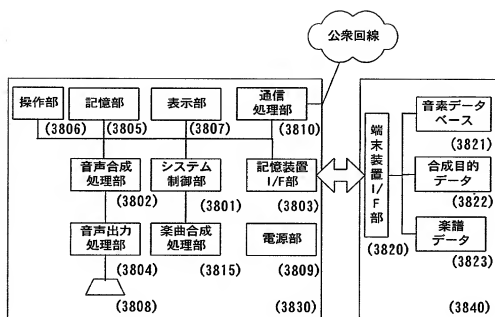 公衆回線
操作部
(3806)
記憶部
(3805)
表示部
(3807)
通信
処理部
(3810)
音声合成
処理部
(3802)
システム
制御部
(3801)
記憶装置
I/F部
(3803)
音声出力
処理部
(3804)
楽曲合成
処理部
(3815)
電源部
(3809)
(3808)
(3830)
端末装置I/F部
(3820)
音素データ
ベース
(3821)
合成目的
データ
(3822)
楽譜
データ
(3823)
(3840)